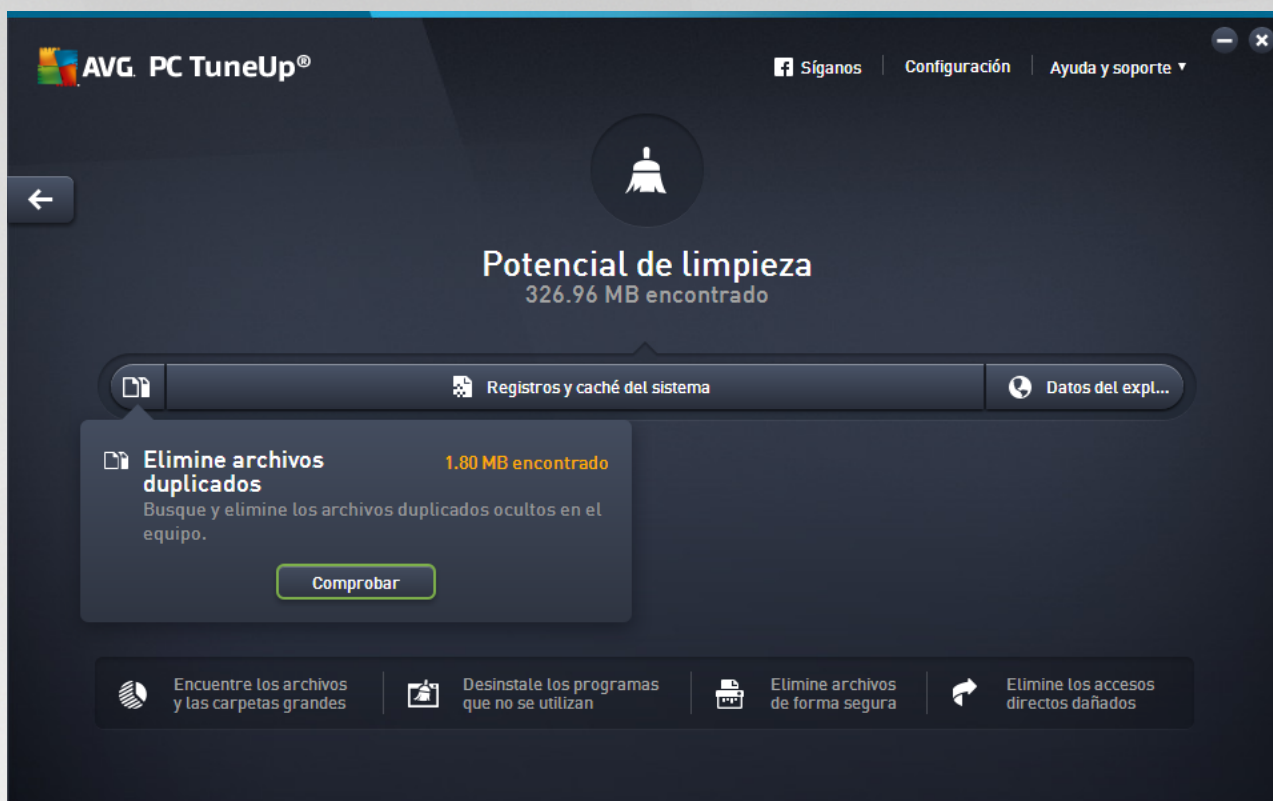 AVG. PC TuneUp®
Síganos
Configuración
Ayuda y soporte
Potencial de limpieza
326.96 MB encontrado
Registros y caché del sistema
Datos del expl...
Elimine archivos
duplicados
1.80 MB encontrado
Busque y elimine los archivos duplicados ocultos en el
equipo.
Comprobar
Encuentre los archivos
y las carpetas grandes
Desinstale los programas
que no se utilizan
Elimine archivos
de forma segura
Elimine los accesos
directos dañados